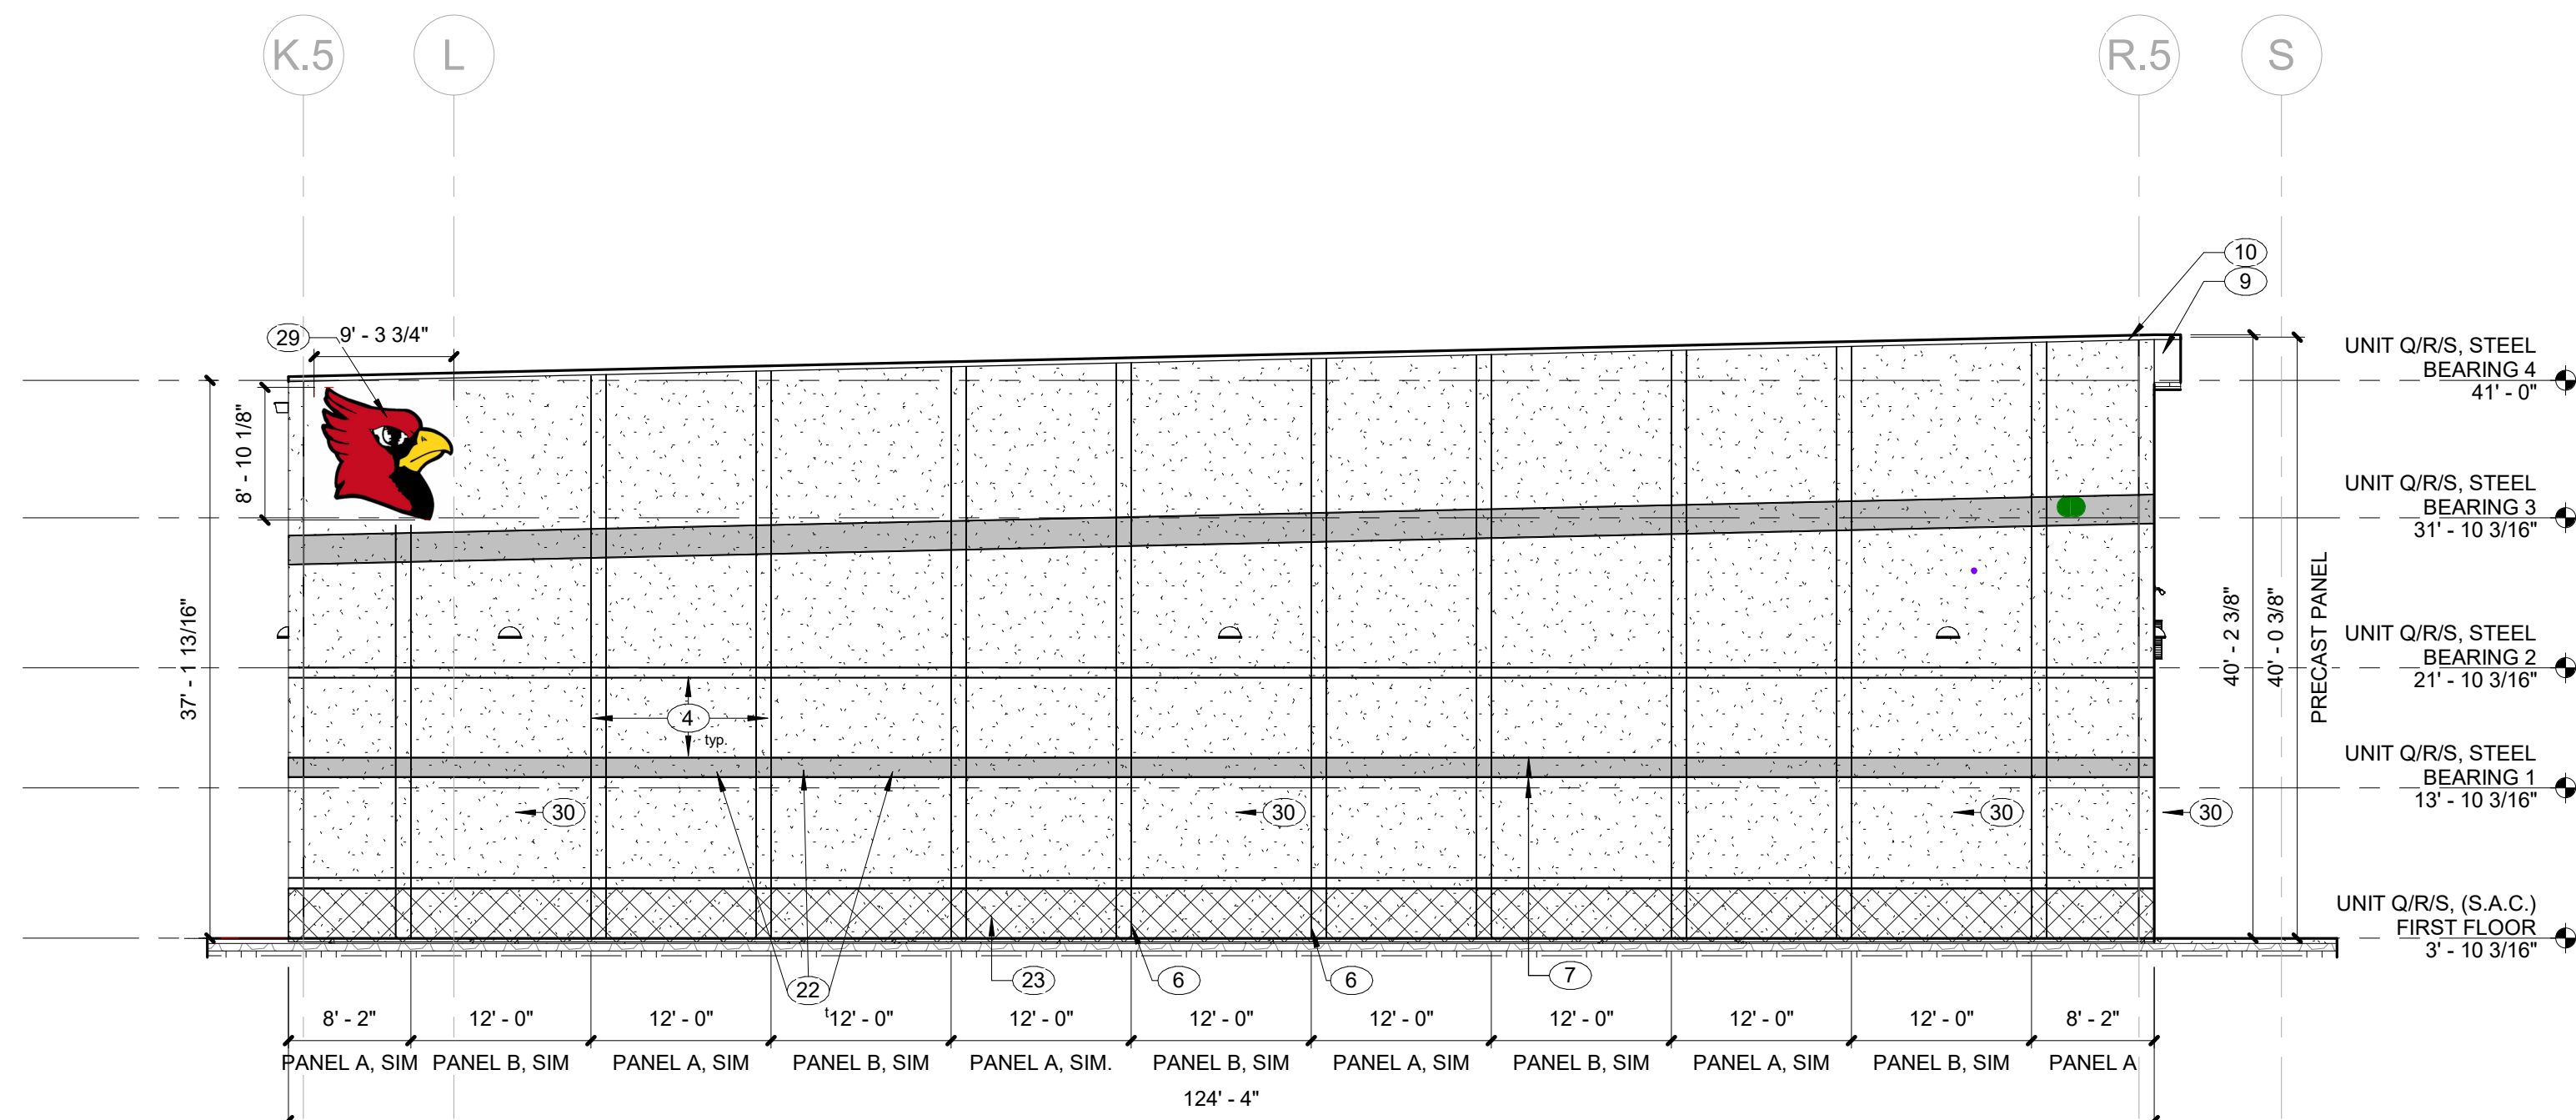 K.5
L
R.5
S
10
9
29
9' - 3 3/4"
8' - 10 1/8"
37' - 1 13/16"
UNIT Q/R/S, STEEL
BEARING 4
41' - 0"
UNIT Q/R/S, STEEL
BEARING 3
31' - 10 3/16"
40' - 2 3/8"
40' - 0 3/8"
PRECAST PANEL
UNIT Q/R/S, STEEL
BEARING 2
21' - 10 3/16"
4
typ.
UNIT Q/R/S, STEEL
BEARING 1
13' - 10 3/16"
30
30
30
30
UNIT Q/R/S, (S.A.C.)
FIRST FLOOR
3' - 10 3/16"
22
23
6
6
7
t
8' - 2"
12' - 0"
12' - 0"
12' - 0"
12' - 0"
12' - 0"
12' - 0"
12' - 0"
12' - 0"
12' - 0"
8' - 2"
PANEL A, SIM
PANEL B, SIM
PANEL A, SIM
PANEL B, SIM
PANEL A, SIM.
PANEL B, SIM
PANEL A, SIM
PANEL B, SIM
PANEL A, SIM
PANEL B, SIM
PANEL A
124' - 4"